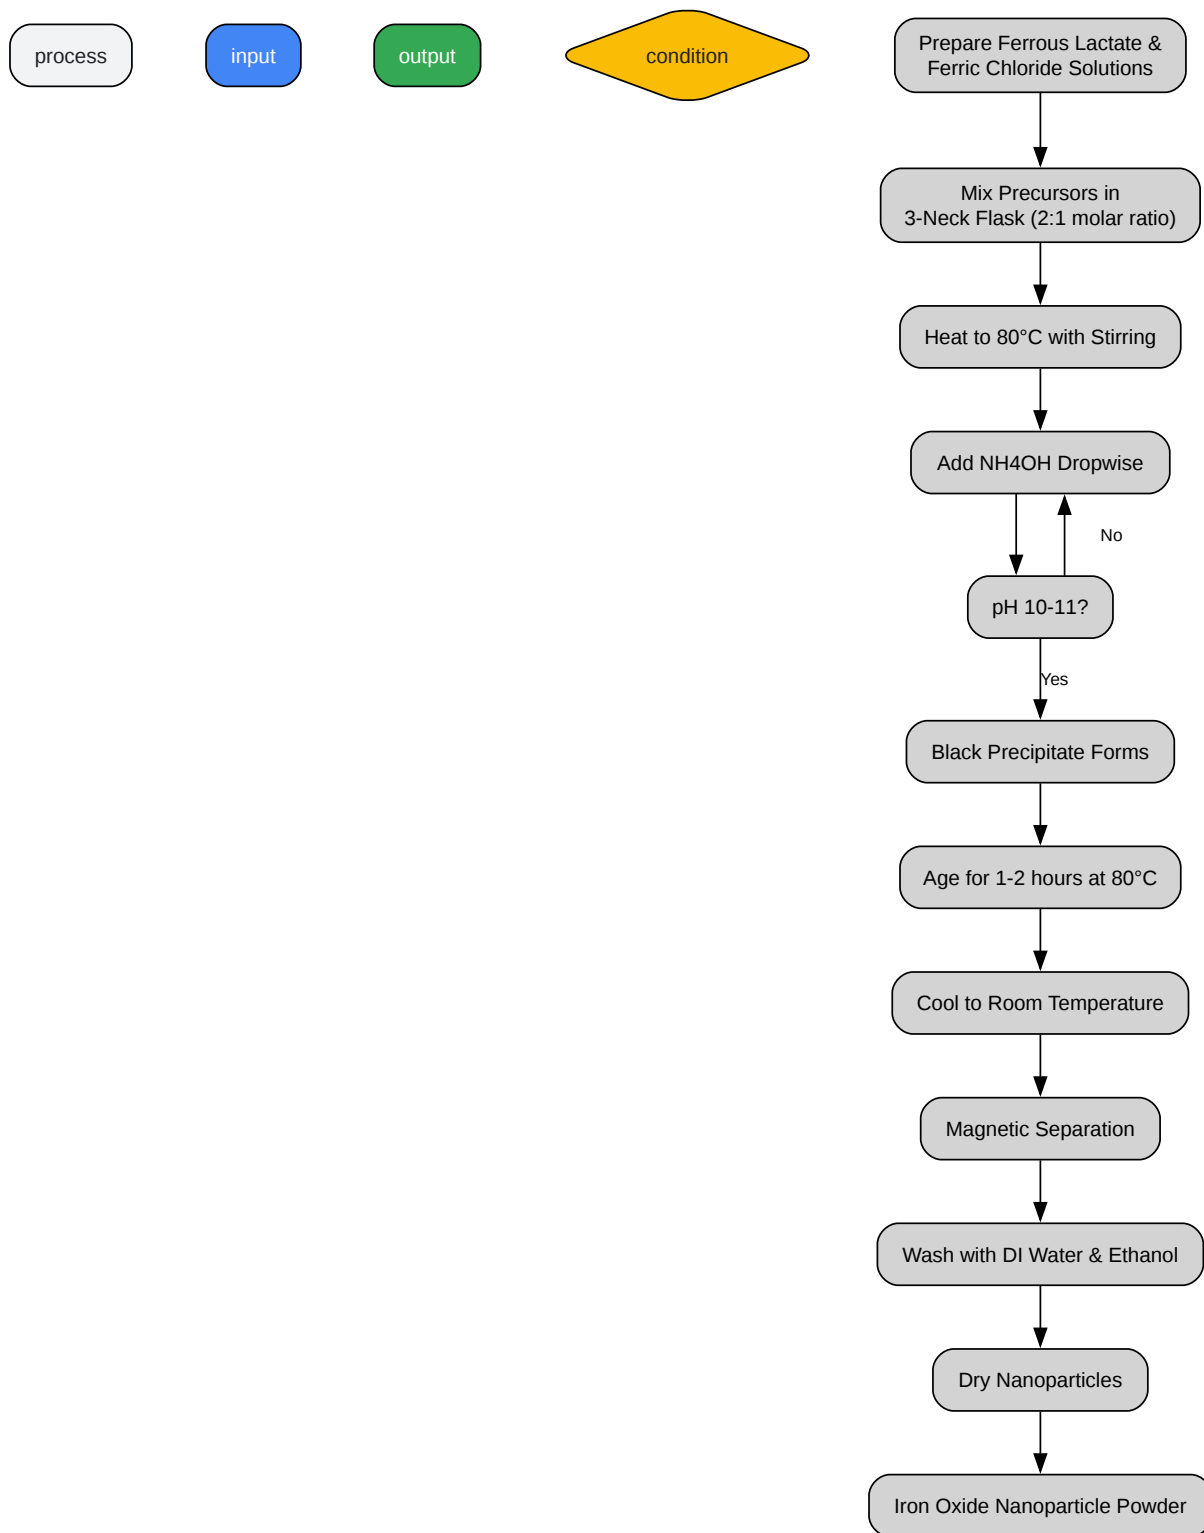 process
input
output
condition
Prepare Ferrous Lactate &
Ferric Chloride Solutions
Mix Precursors in
3-Neck Flask (2:1 molar ratio)
Heat to 80°C with Stirring
Add NH4OH Dropwise
No
pH 10-11?
Yes
Black Precipitate Forms
Age for 1-2 hours at 80°C
Cool to Room Temperature
Magnetic Separation
Wash with DI Water & Ethanol
Dry Nanoparticles
Iron Oxide Nanoparticle Powder